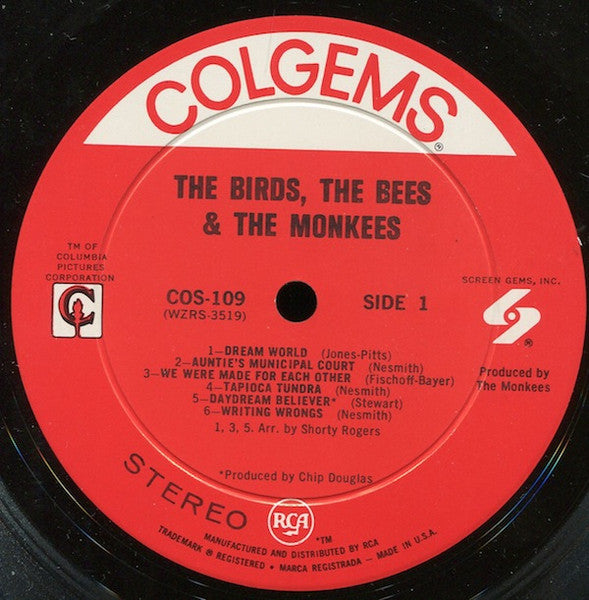 COLGEMS®
THE BIRDS, THE BEES
& THE MONKEES
TM OF
COLUMBIA
PICTURES
CORPORATION
C
COS-109
(WZRS-3519)
SIDE 1
SCREEN GEMS, INC.
®
Produced by
The Monkees
1—DREAM WORLD (Jones-Pitts)
2—AUNTIE'S MUNICIPAL COURT (Nesmith)
3—WE WERE MADE FOR EACH OTHER (Fischoff-Bayer)
4—TAPIOCA TUNDRA (Nesmith)
5—DAYDREAM BELIEVER* (Stewart)
6—WRITING WRONGS (Nesmith)
1, 3, 5. Arr. by Shorty Rogers
*Produced by Chip Douglas
STEREO
RCA
*TM
MANUFACTURED AND DISTRIBUTED BY RCA
TRADEMARK ® REGISTERED • MARCA REGISTRADA — MADE IN U.S.A.